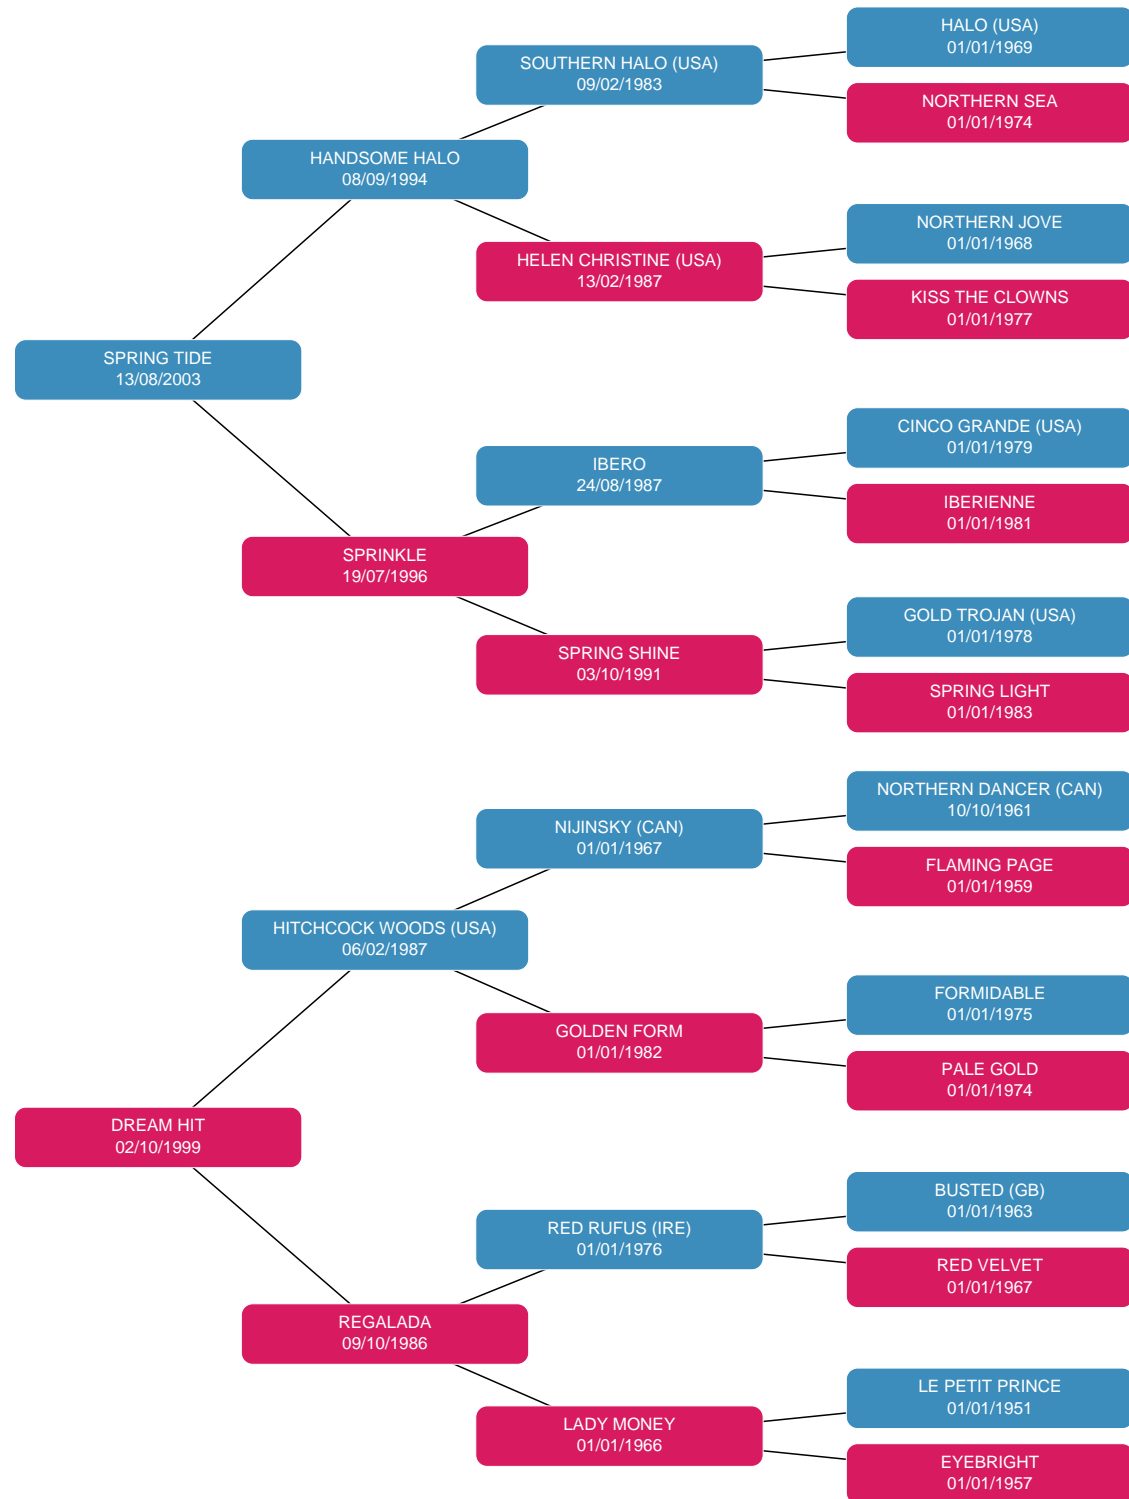 HALO (USA)
01/01/1969
SOUTHERN HALO (USA)
09/02/1983
NORTHERN SEA
01/01/1974
HANDSOME HALO
08/09/1994
NORTHERN JOVE
01/01/1968
HELEN CHRISTINE (USA)
13/02/1987
KISS THE CLOWNS
01/01/1977
SPRING TIDE
13/08/2003
CINCO GRANDE (USA)
01/01/1979
IBERO
24/08/1987
IBERIENNE
01/01/1981
SPRINKLE
19/07/1996
GOLD TROJAN (USA)
01/01/1978
SPRING SHINE
03/10/1991
SPRING LIGHT
01/01/1983
NORTHERN DANCER (CAN)
10/10/1961
NIJINSKY (CAN)
01/01/1967
FLAMING PAGE
01/01/1959
HITCHCOCK WOODS (USA)
06/02/1987
FORMIDABLE
01/01/1975
GOLDEN FORM
01/01/1982
PALE GOLD
01/01/1974
DREAM HIT
02/10/1999
BUSTED (GB)
01/01/1963
RED RUFUS (IRE)
01/01/1976
RED VELVET
01/01/1967
REGALADA
09/10/1986
LE PETIT PRINCE
01/01/1951
LADY MONEY
01/01/1966
EYEBRIGHT
01/01/1957